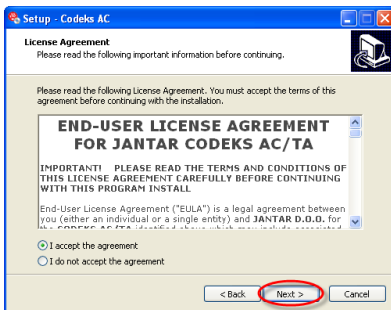 Setup - Codeks AC
License Agreement
Please read the following important information before continuing.
Please read the following License Agreement. You must accept the terms of this
agreement before continuing with the installation.
END-USER LICENSE AGREEMENT
FOR JANTAR CODEKS AC/TA
IMPORTANT! PLEASE READ THE TERMS AND CONDITIONS OF
THIS LICENSE AGREEMENT CAREFULLY BEFORE CONTINUING
WITH THIS PROGRAM INSTALL
End-User License Agreement ("EULA") is a legal agreement between
you (either an individual or a single entity) and JANTAR D.O.O. for
the CODEKS AC/TA identified above which may include associated
I accept the agreement
I do not accept the agreement
< Back
Next >
Cancel